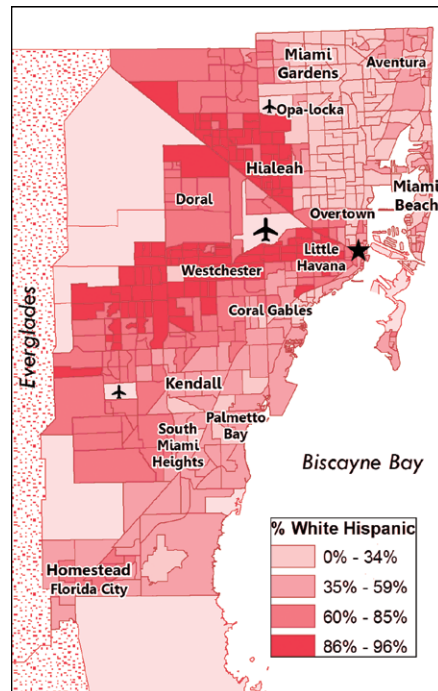 Miami
Gardens
Aventura
Opa-locka
Hialeah
Doral
Miami
Beach
Overtown
Little
Havana
Westchester
Coral Gables
Everglades
Kendall
Palmetto
Bay
South
Miami
Heights
Biscayne Bay
Homestead
Florida City
% White Hispanic
0% - 34%
35% - 59%
60% - 85%
86% - 96%